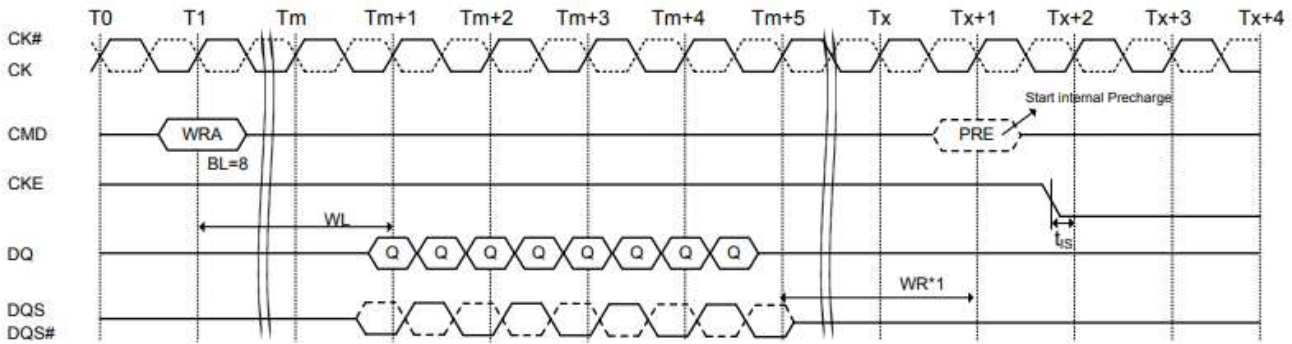 T0 T1 Tm Tm+1 Tm+2 Tm+3 Tm+4 Tm+5 Tx Tx+1 Tx+2 Tx+3 Tx+4
CK#
CK
Start internal Precharge
CMD WRA PRE
BL=8
CKE
WL
tIS
DQ Q Q Q Q Q Q Q Q
WR*1
DQS
DQS#